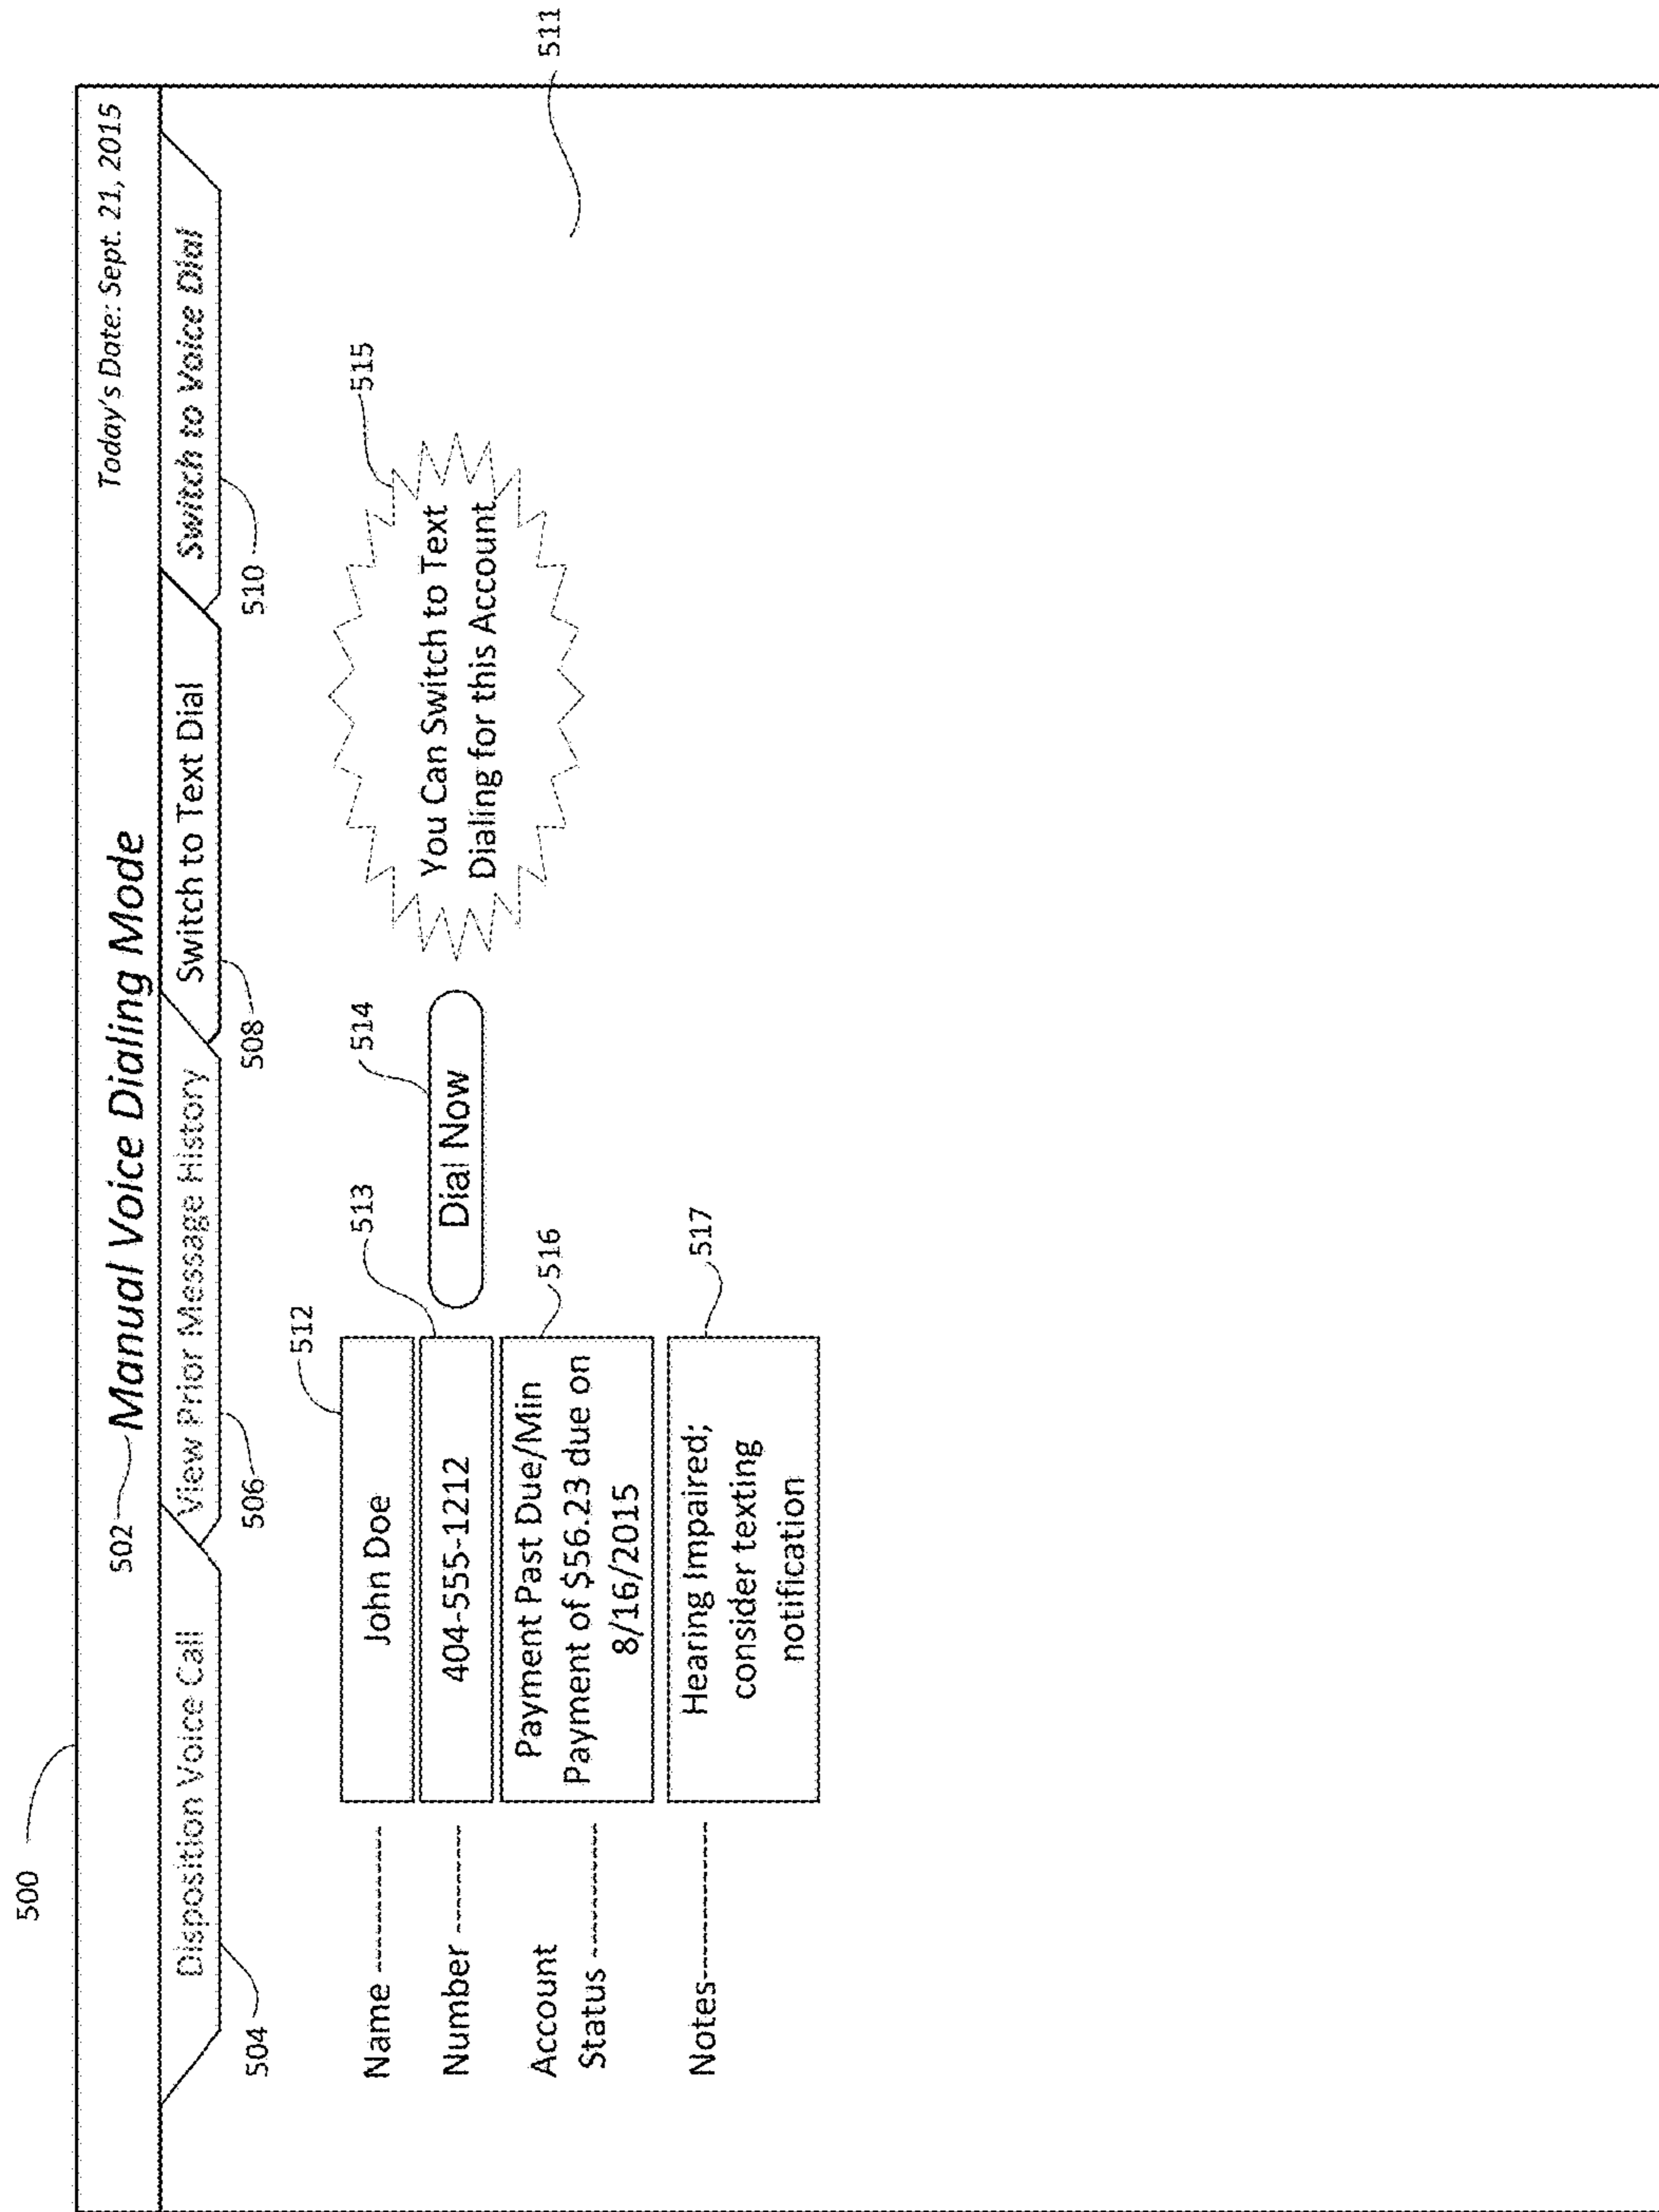 500
502
Manual Voice Dialing Mode
Today's Date: Sept. 21, 2015
Disposition Voice Call
View Prior Message History
Switch to Text Dial
Switch to Voice Dial
504
506
508
510
511
512
Name
John Doe
513
514
515
Number
404-555-1212
Dial Now
You Can Switch to Text
Dialing for this Account
Account
Status
Payment Past Due/Min
Payment of $56.23 due on
8/16/2015
516
Notes
Hearing Impaired;
consider texting
notification
517